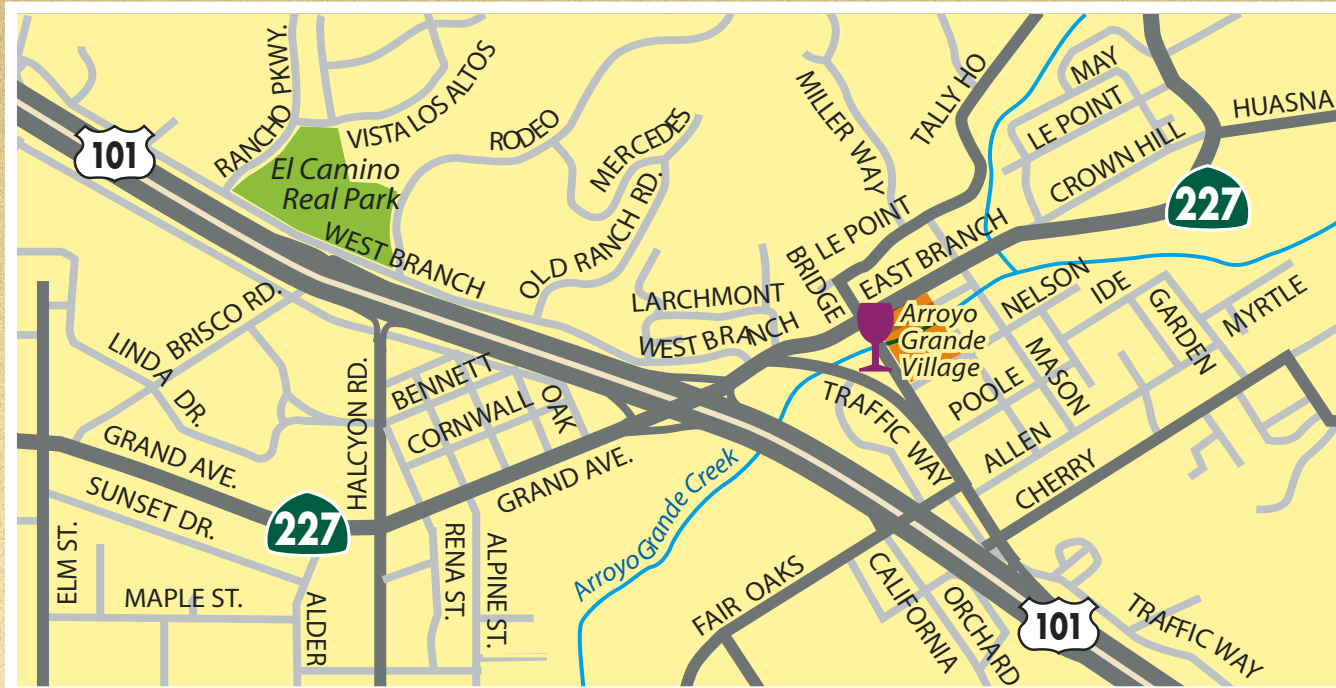 RANCHO PKWY.
VISTA LOS ALTOS
101
El Camino
Real Park
RODEO
MERCEDES
OLD RANCH RD.
WEST BRANCH
MILLER WAY
TALLY HO
MAY
LE POINT
HUASNA
CROWN HILL
227
LE POINT
BRIDGE
EAST BRANCH
LARCHMONT
WEST BRANCH
Arroyo
Grande
Village
NELSON
IDE
GARDEN
MYRTLE
MASON
POOLE
ALLEN
CHERRY
TRAFFIC WAY
LINDA DR.
BRISCO RD.
HALCYON RD.
BENNETT
CORNWALL
OAK
GRAND AVE.
GRAND AVE.
SUNSET DR.
227
ELM ST.
MAPLE ST.
ALDER
RENA ST.
ALPINE ST.
Arroyo Grande Creek
FAIR OAKS
CALIFORNIA
ORCHARD
101
TRAFFIC WAY